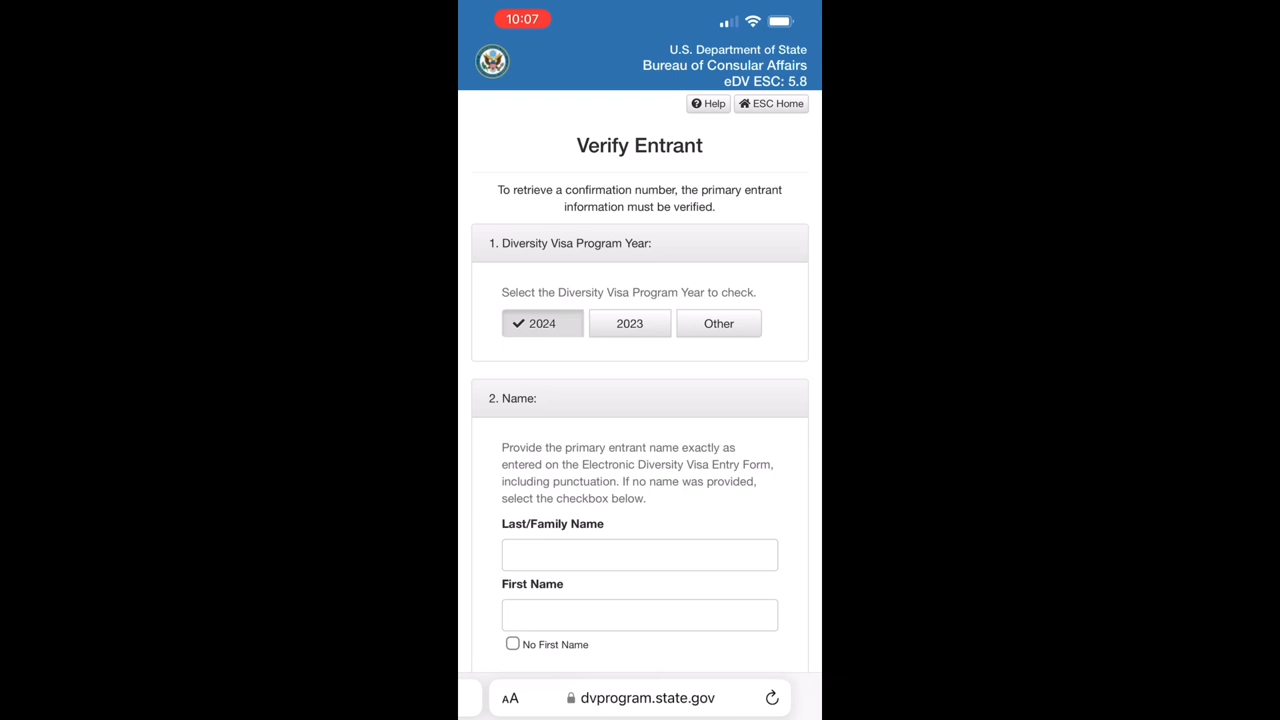 10:07
U.S. Department of State
Bureau of Consular Affairs
eDV ESC: 5.8
Help
ESC Home
Verify Entrant
To retrieve a confirmation number, the primary entrant
information must be verified.
1. Diversity Visa Program Year:
Select the Diversity Visa Program Year to check.
2024
2023
Other
2. Name:
Provide the primary entrant name exactly as
entered on the Electronic Diversity Visa Entry Form,
including punctuation. If no name was provided,
select the checkbox below.
Last/Family Name
First Name
No First Name
AA
dvprogram.state.gov